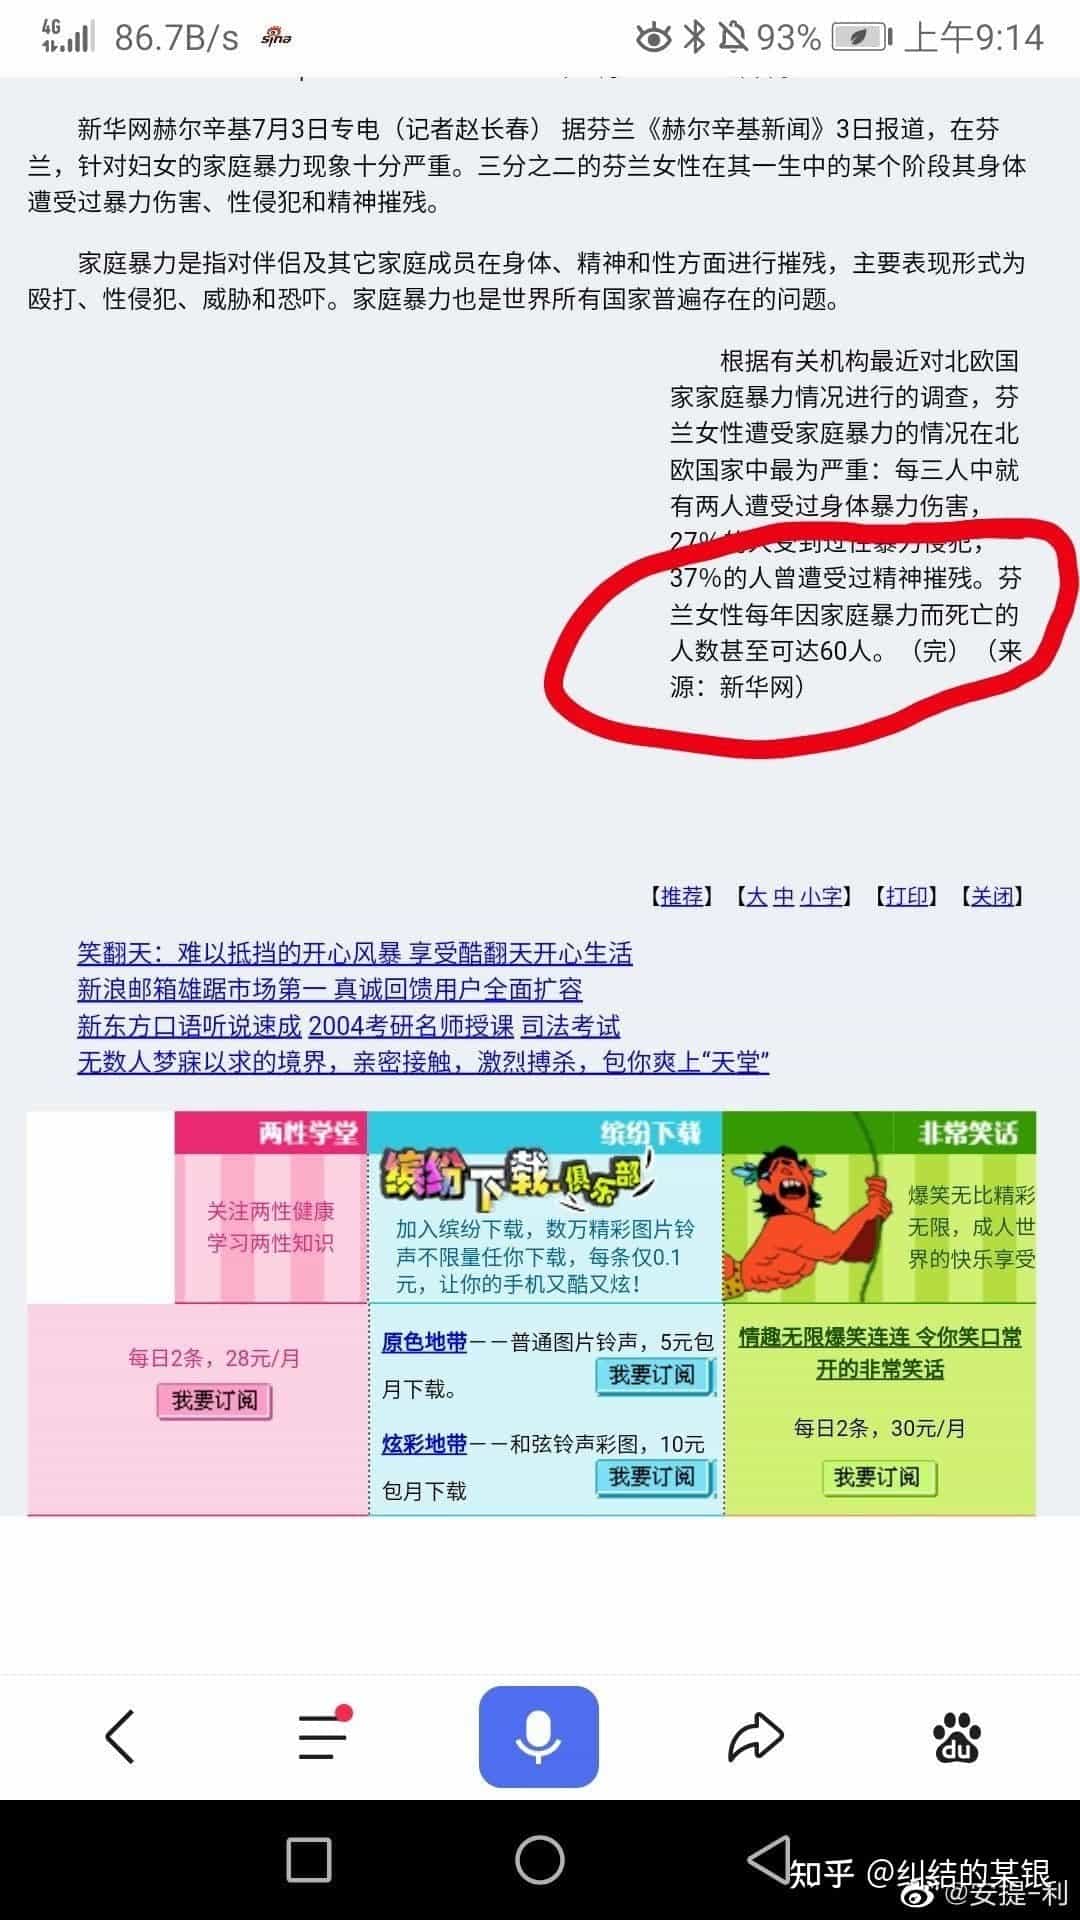 4G 86.7B/s sina 93% 上午9:14
新华网赫尔辛基7月3日专电（记者赵长春） 据芬兰《赫尔辛基新闻》3日报道，在芬
兰，针对妇女的家庭暴力现象十分严重。三分之二的芬兰女性在其一生中的某个阶段其身体
遭受过暴力伤害、性侵犯和精神摧残。
家庭暴力是指对伴侣及其它家庭成员在身体、精神和性方面进行摧残，主要表现形式为
殴打、性侵犯、威胁和恐吓。家庭暴力也是世界所有国家普遍存在的问题。
根据有关机构最近对北欧国
家家庭暴力情况进行的调查，芬
兰女性遭受家庭暴力的情况在北
欧国家中最为严重：每三人中就
有两人遭受过身体暴力伤害，
27%的人受到过性暴力侵犯，
37%的人曾遭受过精神摧残。芬
兰女性每年因家庭暴力而死亡的
人数甚至可达60人。（完）（来
源：新华网）
【推荐】【大 中 小字】【打印】【关闭】
笑翻天：难以抵挡的开心风暴 享受酷翻天开心生活
新浪邮箱雄踞市场第一 真诚回馈用户全面扩容
新东方口语听说速成 2004考研名师授课 司法考试
无数人梦寐以求的境界，亲密接触，激烈搏杀，包你爽上“天堂”
两性学堂
关注两性健康
学习两性知识
每日2条，28元/月
我要订阅
缤纷下载
缤纷下载俱乐部
加入缤纷下载，数万精彩图片铃
声不限量任你下载，每条仅0.1
元，让你的手机又酷又炫！
原色地带－－普通图片铃声，5元包
月下载。
我要订阅
炫彩地带－－和弦铃声彩图，10元
包月下载
我要订阅
非常笑话
爆笑无比精彩
无限，成人世
界的快乐享受
情趣无限爆笑连连 令你笑口常
开的非常笑话
每日2条，30元/月
我要订阅
du
知乎 @纠结的某银
@安提-利